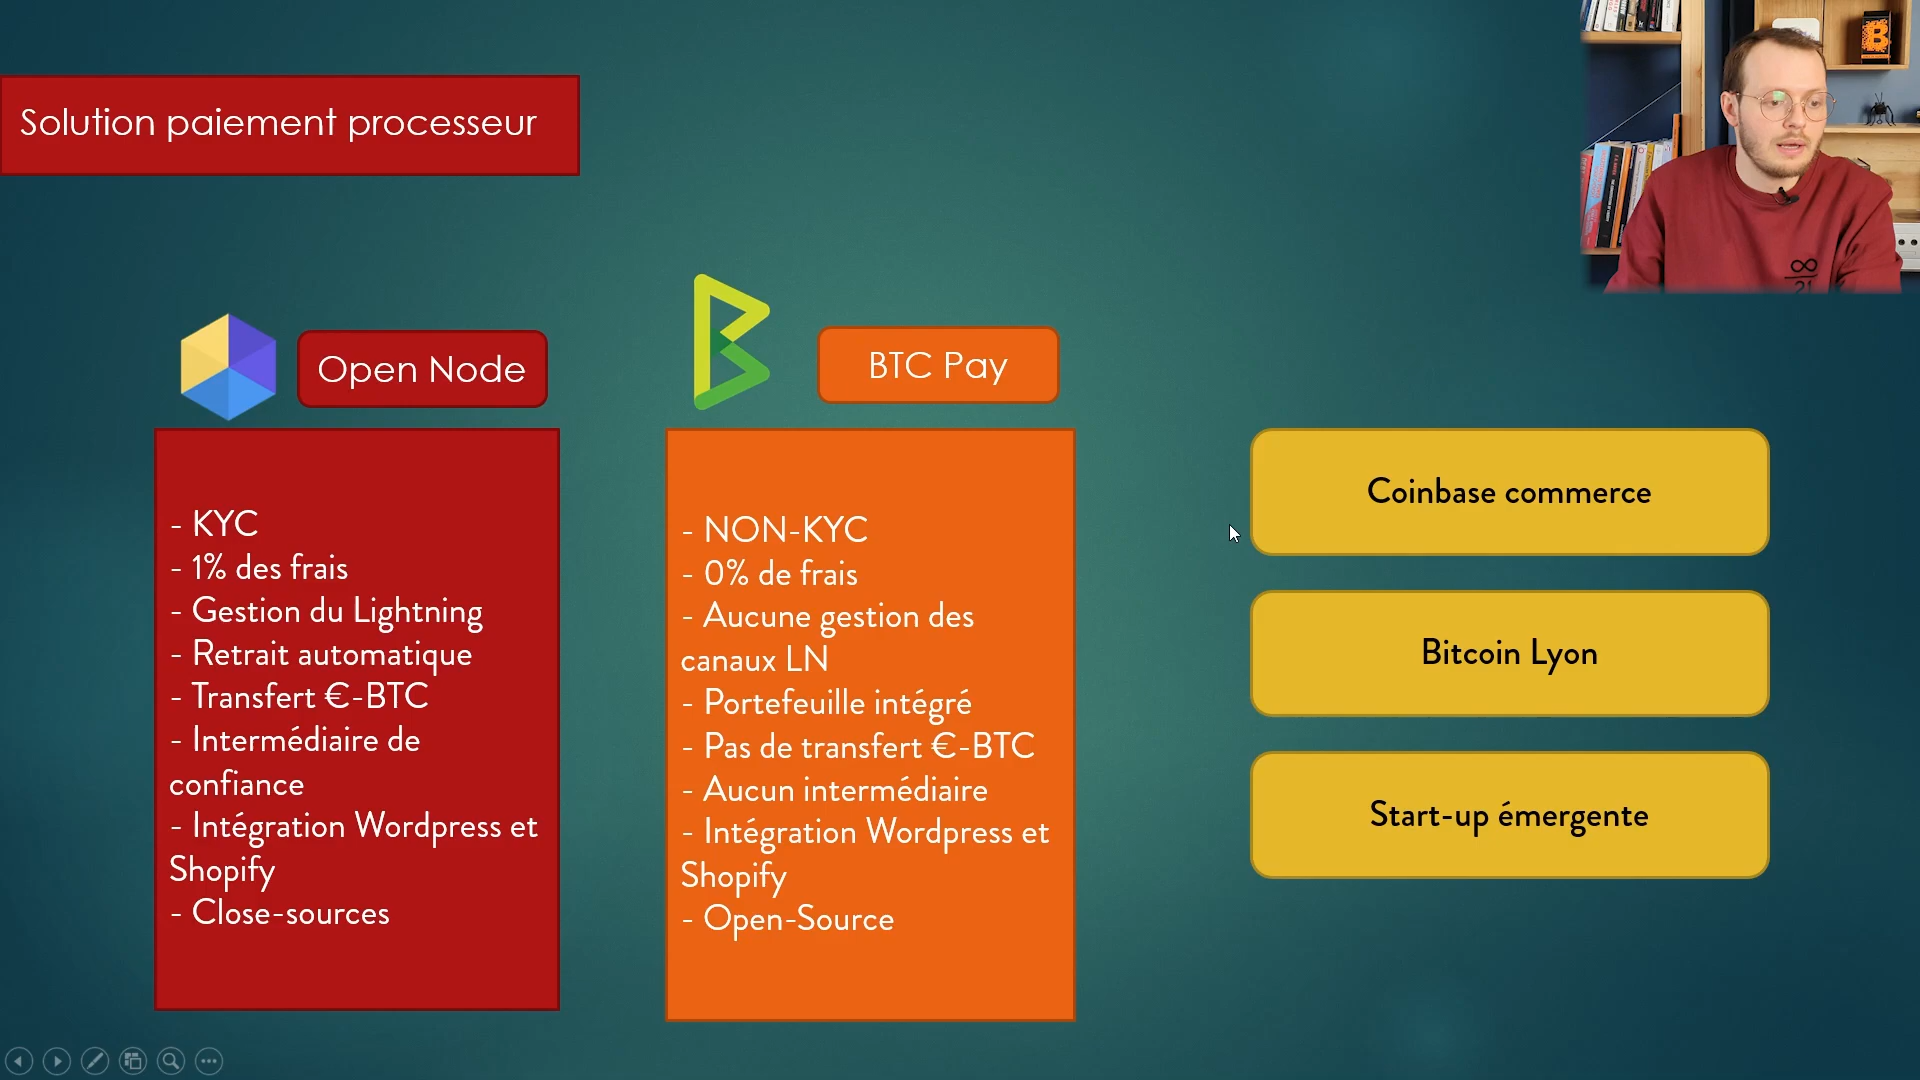 Solution paiement processeur
Open Node
- KYC
- 1% des frais
- Gestion du Lightning
- Retrait automatique
- Transfert €-BTC
- Intermédiaire de
confiance
- Intégration Wordpress et
Shopify
- Close-sources
BTC Pay
- NON-KYC
- 0% de frais
- Aucune gestion des
canaux LN
- Portefeuille intégré
- Pas de transfert €-BTC
- Aucun intermédiaire
- Intégration Wordpress et
Shopify
- Open-Source
Coinbase commerce
Bitcoin Lyon
Start-up émergente
∞
21